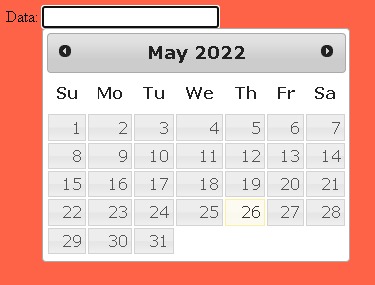 Data:
May 2022
Su Mo Tu We Th Fr Sa
1 2 3 4 5 6 7
8 9 10 11 12 13 14
15 16 17 18 19 20 21
22 23 24 25 26 27 28
29 30 31